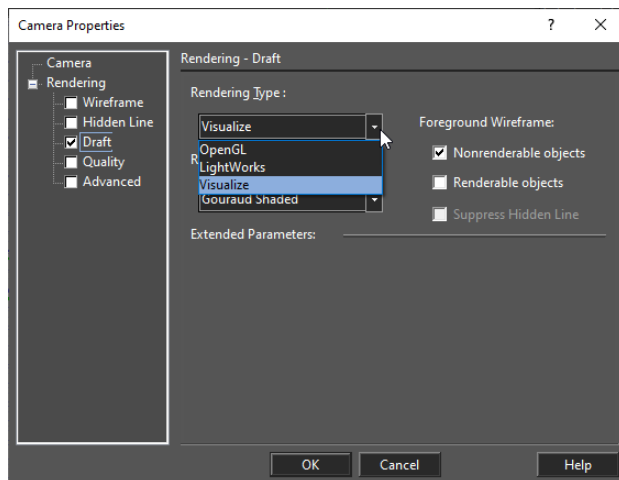 Camera Properties
?
Camera
Rendering
Wireframe
Hidden Line
Draft
Quality
Advanced
Rendering - Draft
Rendering Type :
Visualize
OpenGL
LightWorks
Visualize
R
Gouraud Shaded
Foreground Wireframe:
Nonrenderable objects
Renderable objects
Suppress Hidden Line
Extended Parameters:
OK
Cancel
Help